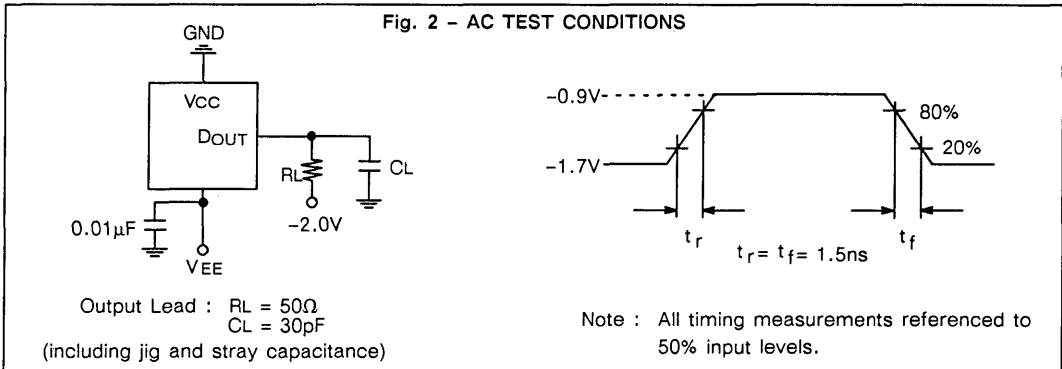 Fig. 2 – AC TEST CONDITIONS
GND
VCC
DOUT
RL
CL
0.01µF
−2.0V
VEE
Output Lead : RL = 50Ω
CL = 30pF
(including jig and stray capacitance)
−0.9V
80%
20%
−1.7V
tr
tf
tr = tf = 1.5ns
Note : All timing measurements referenced to
50% input levels.